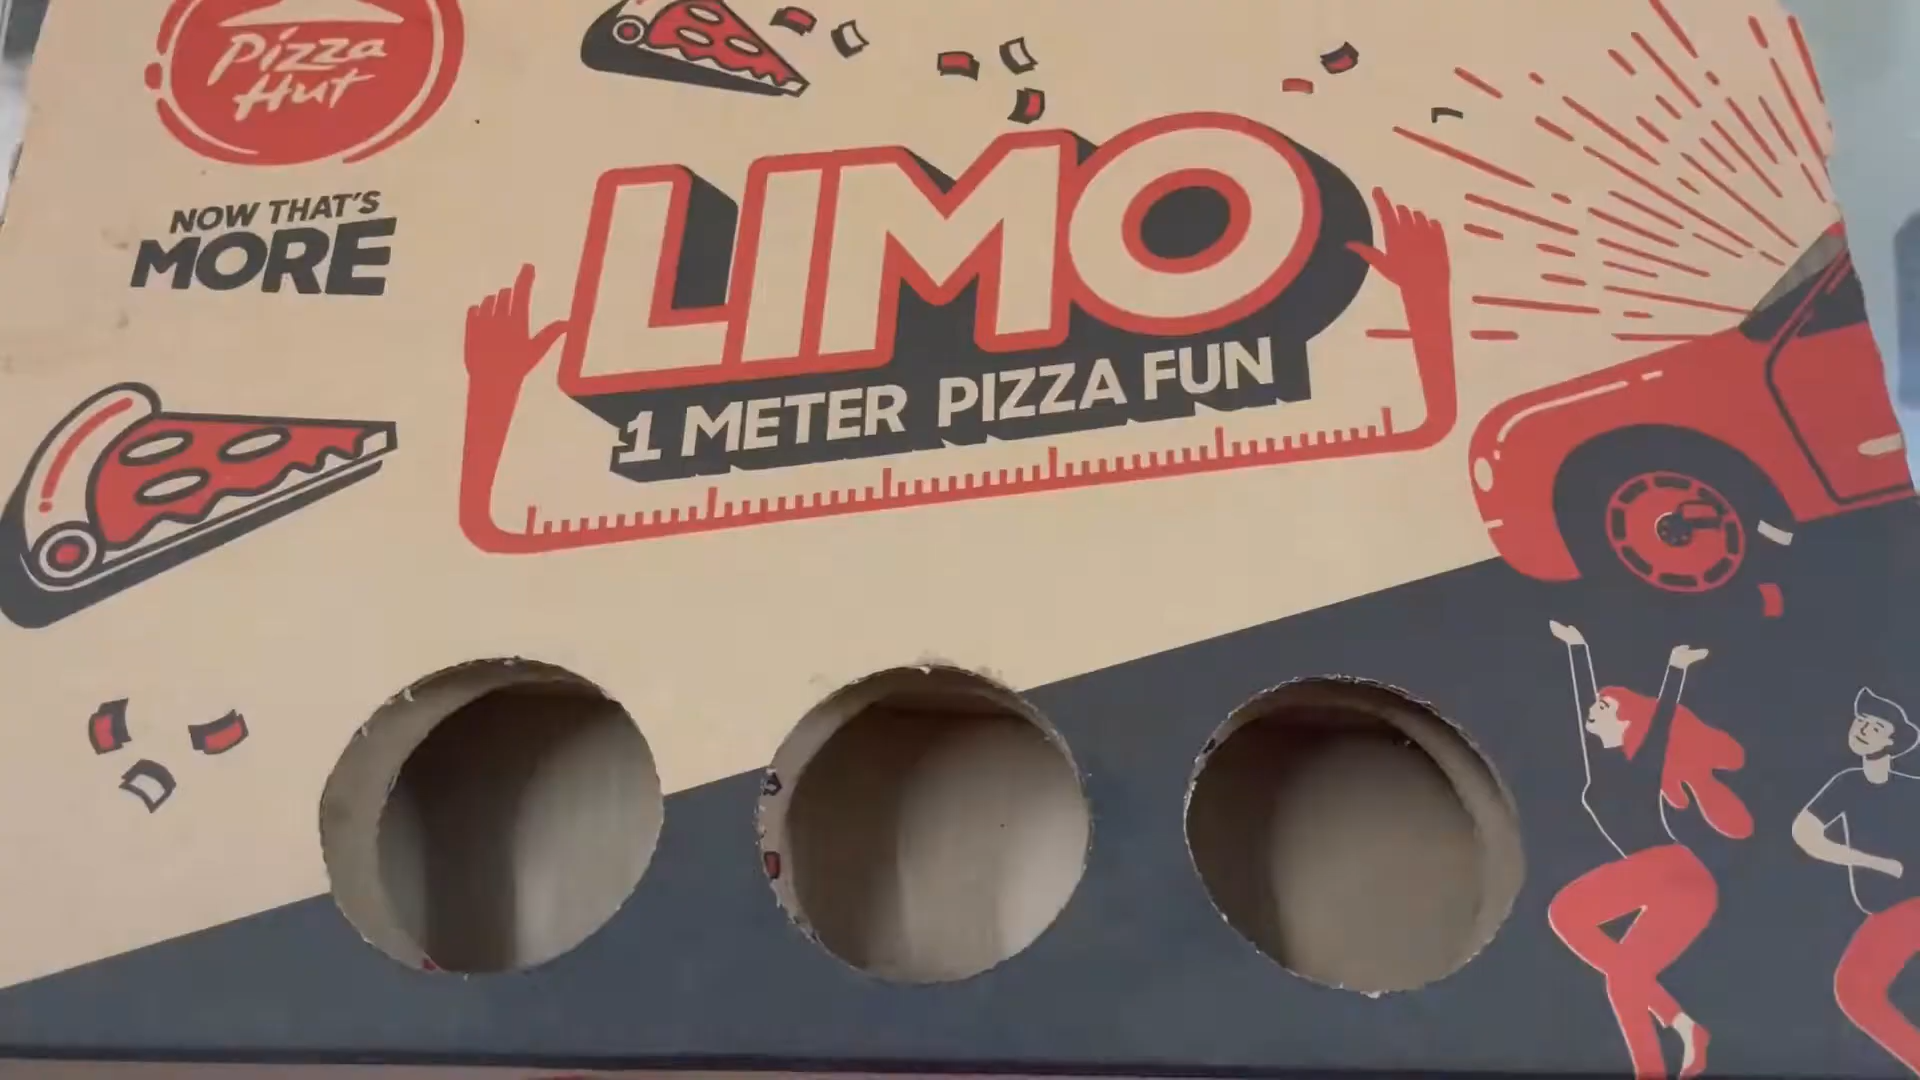 Pizza
Hut
NOW THAT'S
MORE
LIMO
1 METER PIZZA FUN